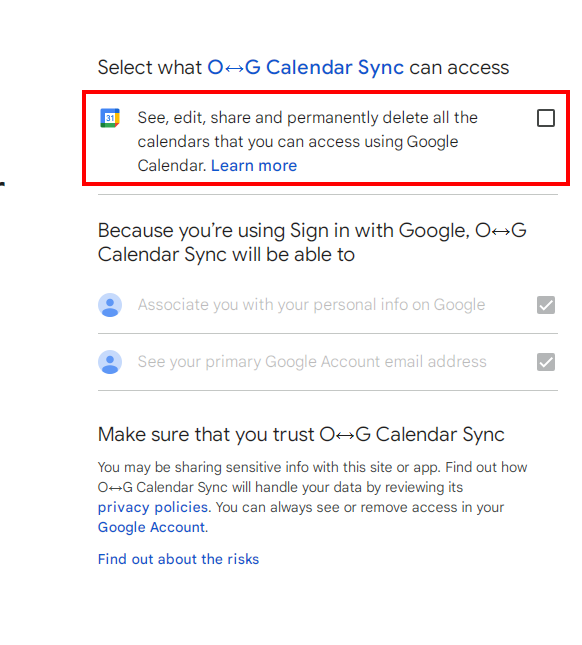 Select what O↔G Calendar Sync can access
31
See, edit, share and permanently delete all the
calendars that you can access using Google
Calendar. Learn more
Because you’re using Sign in with Google, O↔G
Calendar Sync will be able to
Associate you with your personal info on Google
See your primary Google Account email address
Make sure that you trust O↔G Calendar Sync
You may be sharing sensitive info with this site or app. Find out how
O↔G Calendar Sync will handle your data by reviewing its
privacy policies. You can always see or remove access in your
Google Account.
Find out about the risks